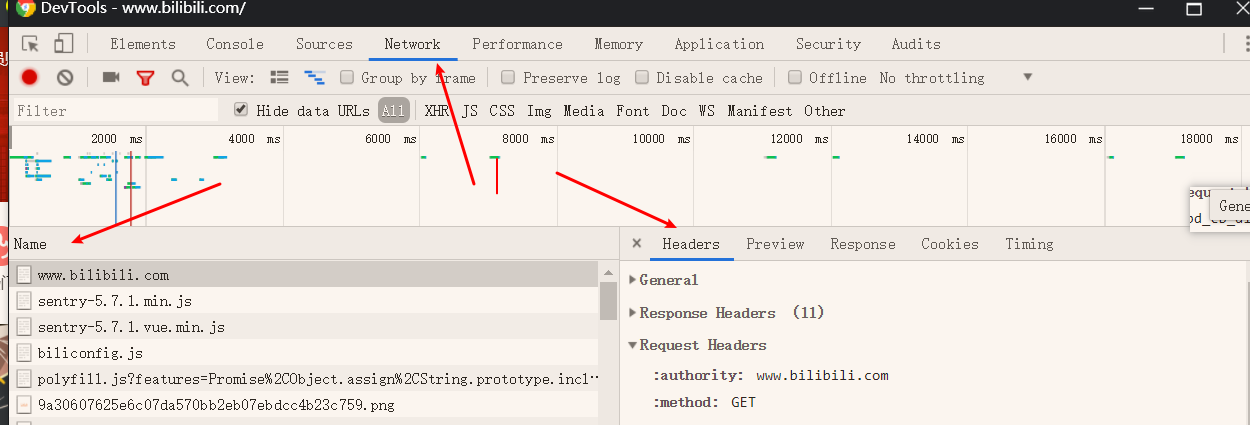 DevTools - www.bilibili.com/
Elements Console Sources Network Performance Memory Application Security Audits
View: Group by frame Preserve log Disable cache Offline No throttling
Filter Hide data URLs All XHR JS CSS Img Media Font Doc WS Manifest Other
2000 ms 4000 ms 6000 ms 8000 ms 10000 ms 12000 ms 14000 ms 16000 ms 18000 ms
Gene
Name Headers Preview Response Cookies Timing
www.bilibili.com
sentry-5.7.1.min.js
sentry-5.7.1.vue.min.js
biliconfig.js
polyfill.js?features=Promise%2CObject.assign%2CString.prototype.incl…
9a30607625e6c07da570bb2eb07ebdcc4b23c759.png
General
Response Headers (11)
Request Headers
:authority: www.bilibili.com
:method: GET